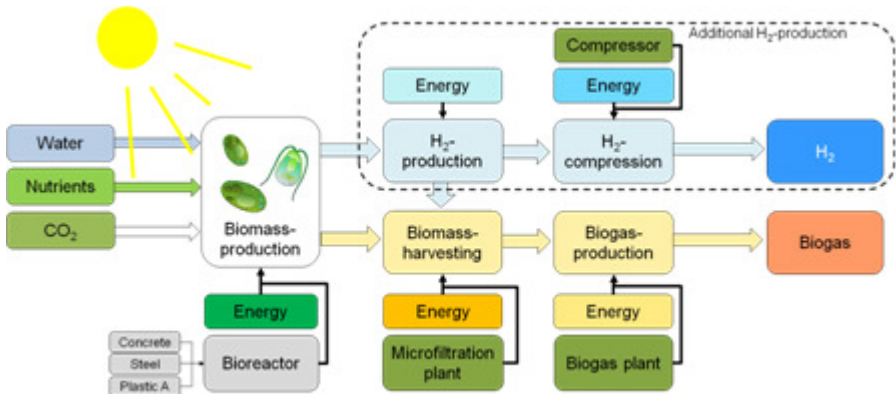 Additional H₂-production
Compressor
Energy
Energy
Water
H₂-
production
H₂-
compression
H₂
Nutrients
CO₂
Biomass-
production
Biomass-
harvesting
Biogas-
production
Biogas
Energy
Energy
Energy
Concrete
Steel
Plastic A
Bioreactor
Microfiltration
plant
Biogas plant